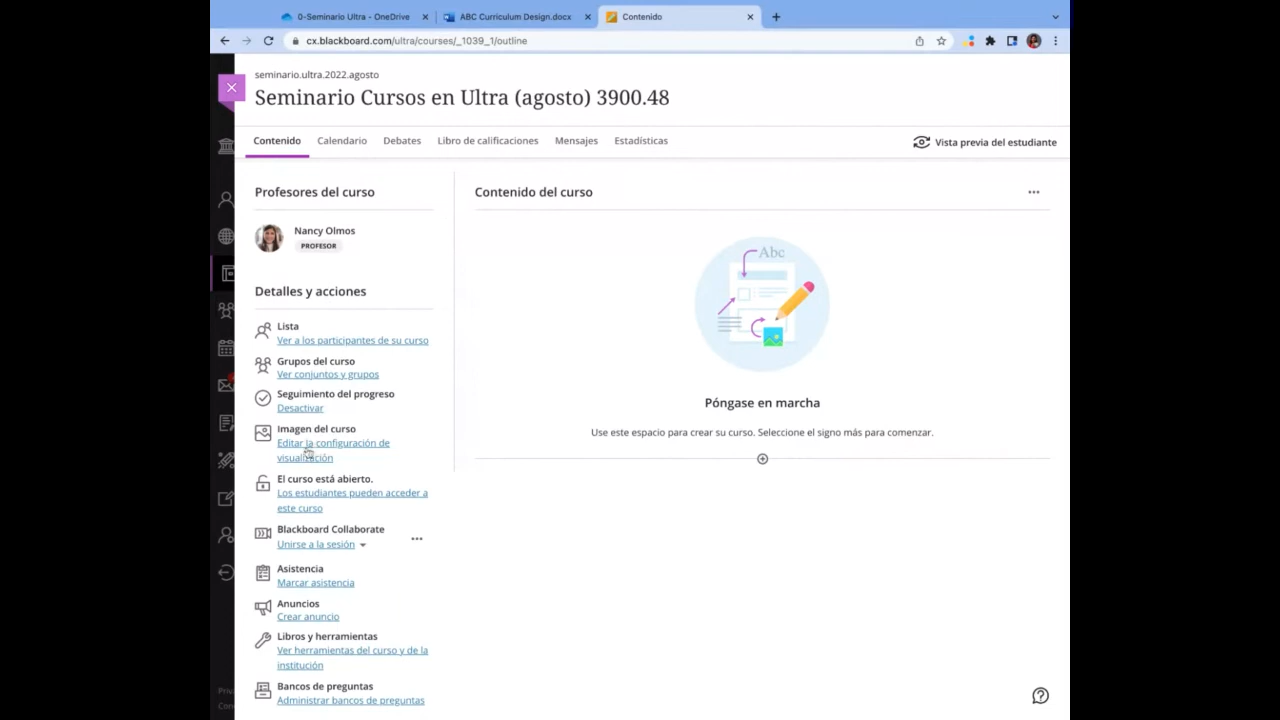 0-Seminario Ultra - OneDrive
ABC Curriculum Design.docx
Contenido
cx.blackboard.com/ultra/courses/_1039_1/outline
seminario.ultra.2022.agosto
Seminario Cursos en Ultra (agosto) 3900.48
Contenido
Calendario
Debates
Libro de calificaciones
Mensajes
Estadísticas
Vista previa del estudiante
Profesores del curso
Nancy Olmos
PROFESOR
Detalles y acciones
Lista
Ver a los participantes de su curso
Grupos del curso
Ver conjuntos y grupos
Seguimiento del progreso
Desactivar
Imagen del curso
Editar la configuración de
visualización
El curso está abierto.
Los estudiantes pueden acceder a
este curso
Blackboard Collaborate
Unirse a la sesión
Asistencia
Marcar asistencia
Anuncios
Crear anuncio
Libros y herramientas
Ver herramientas del curso y de la
institución
Bancos de preguntas
Administrar bancos de preguntas
Contenido del curso
Abc
Póngase en marcha
Use este espacio para crear su curso. Seleccione el signo más para comenzar.